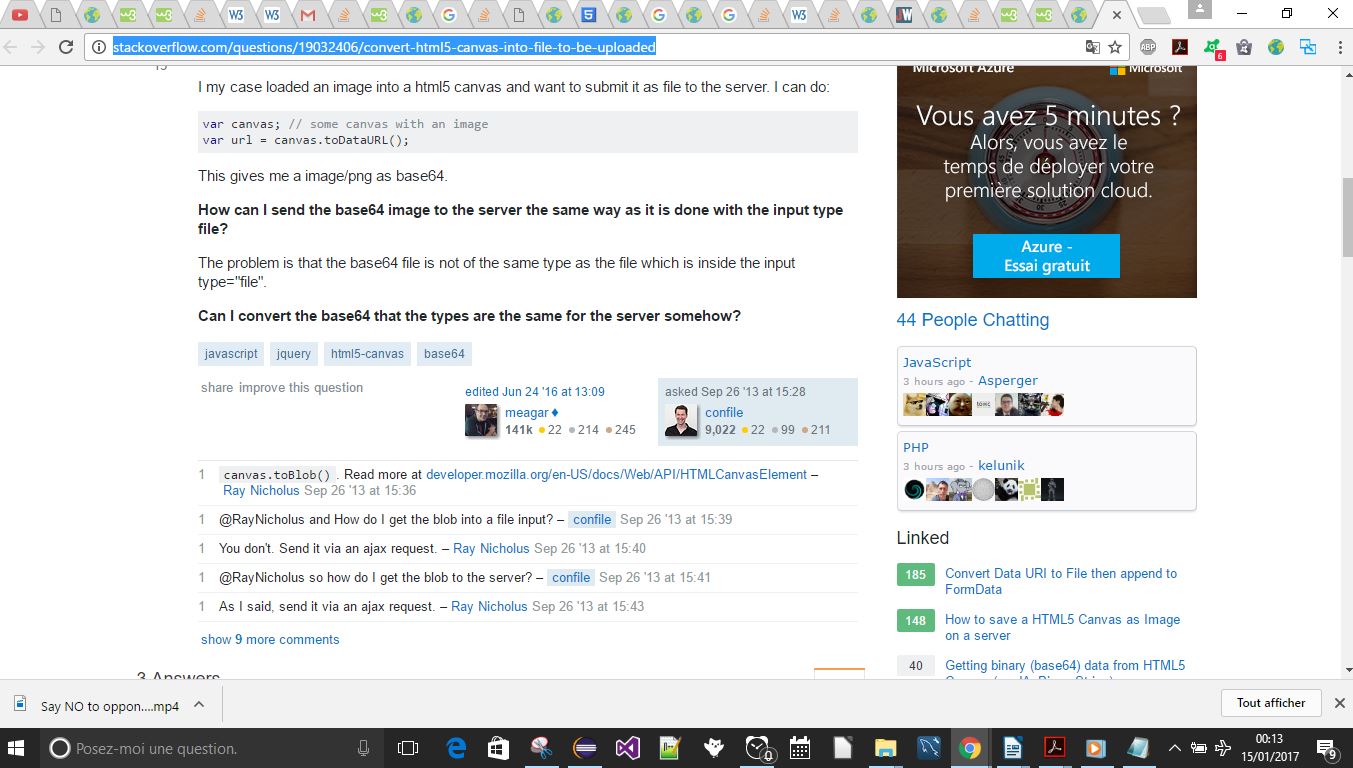 stackoverflow.com/questions/19032406/convert-html5-canvas-into-file-to-be-uploaded
ABP
6
I my case loaded an image into a html5 canvas and want to submit it as file to the server. I can do:
var canvas; // some canvas with an image
var url = canvas.toDataURL();
This gives me a image/png as base64.
How can I send the base64 image to the server the same way as it is done with the input type
file?
The problem is that the base64 file is not of the same type as the file which is inside the input
type="file".
Can I convert the base64 that the types are the same for the server somehow?
javascript jquery html5-canvas base64
share improve this question
edited Jun 24 '16 at 13:09
meagar ♦
141k 22 214 245
asked Sep 26 '13 at 15:28
confile
9,022 22 99 211
1 canvas.toBlob() . Read more at developer.mozilla.org/en-US/docs/Web/API/HTMLCanvasElement –
Ray Nicholus Sep 26 '13 at 15:36
1 @RayNicholus and How do I get the blob into a file input? – confile Sep 26 '13 at 15:39
1 You don't. Send it via an ajax request. – Ray Nicholus Sep 26 '13 at 15:40
1 @RayNicholus so how do I get the blob to the server? – confile Sep 26 '13 at 15:41
1 As I said, send it via an ajax request. – Ray Nicholus Sep 26 '13 at 15:43
show 9 more comments
3 Answers
Microsoft Azure Microsoft
Vous avez 5 minutes ?
Alors, vous avez le
temps de déployer votre
première solution cloud.
Azure -
Essai gratuit
44 People Chatting
JavaScript
3 hours ago - Asperger
PHP
3 hours ago - kelunik
Linked
185 Convert Data URI to File then append to
FormData
148 How to save a HTML5 Canvas as Image
on a server
40 Getting binary (base64) data from HTML5
Say NO to oppon....mp4
Tout afficher
Posez-moi une question.
00:13
15/01/2017
9